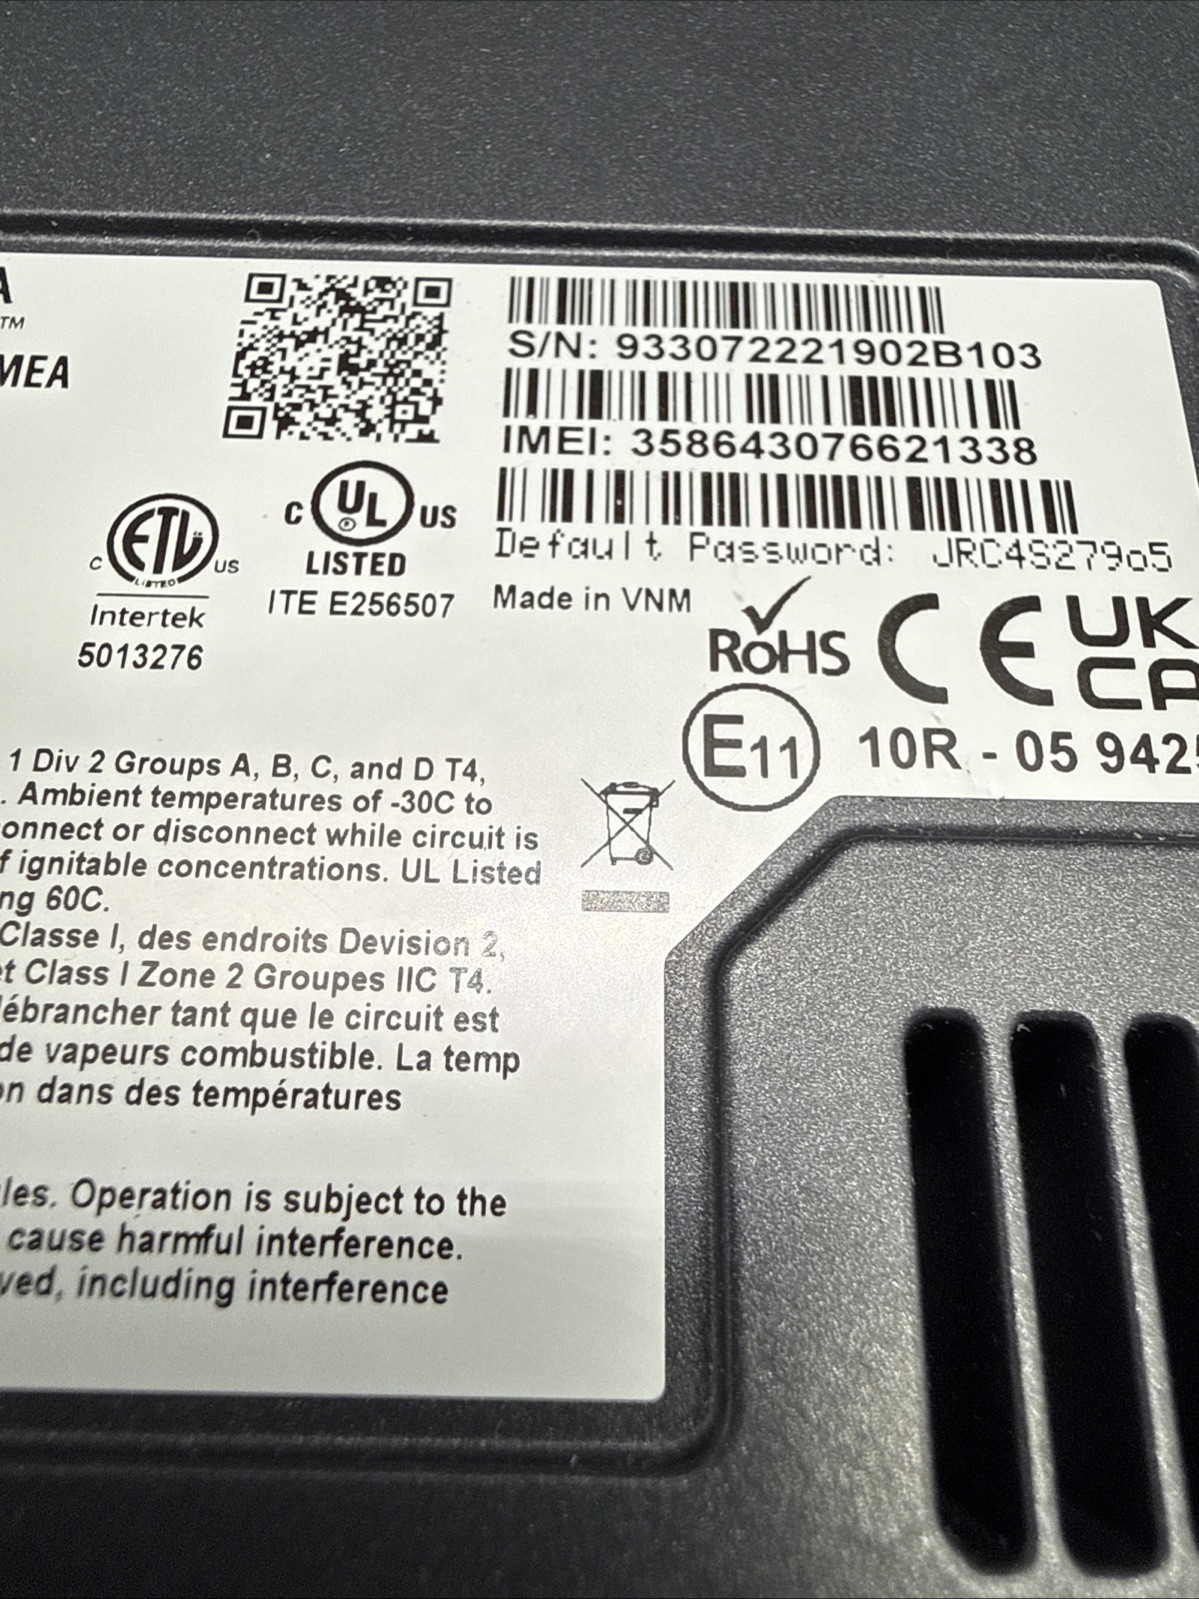 A
TM
MEA
S/N: 933072221902B103
IMEI: 358643076621338
Default Password: JRC4S279o5
Made in VNM
C UL US
LISTED
ITE E256507
C ETL US
LISTED
Intertek
5013276
RoHS CE UK
CA
E11 10R - 05 942
1 Div 2 Groups A, B, C, and D T4,
. Ambient temperatures of -30C to
onnect or disconnect while circuit is
f ignitable concentrations. UL Listed
ng 60C.
Classe I, des endroits Devision 2,
et Class I Zone 2 Groupes IIC T4.
ébrancher tant que le circuit est
de vapeurs combustible. La temp
on dans des températures
les. Operation is subject to the
cause harmful interference.
ved, including interference